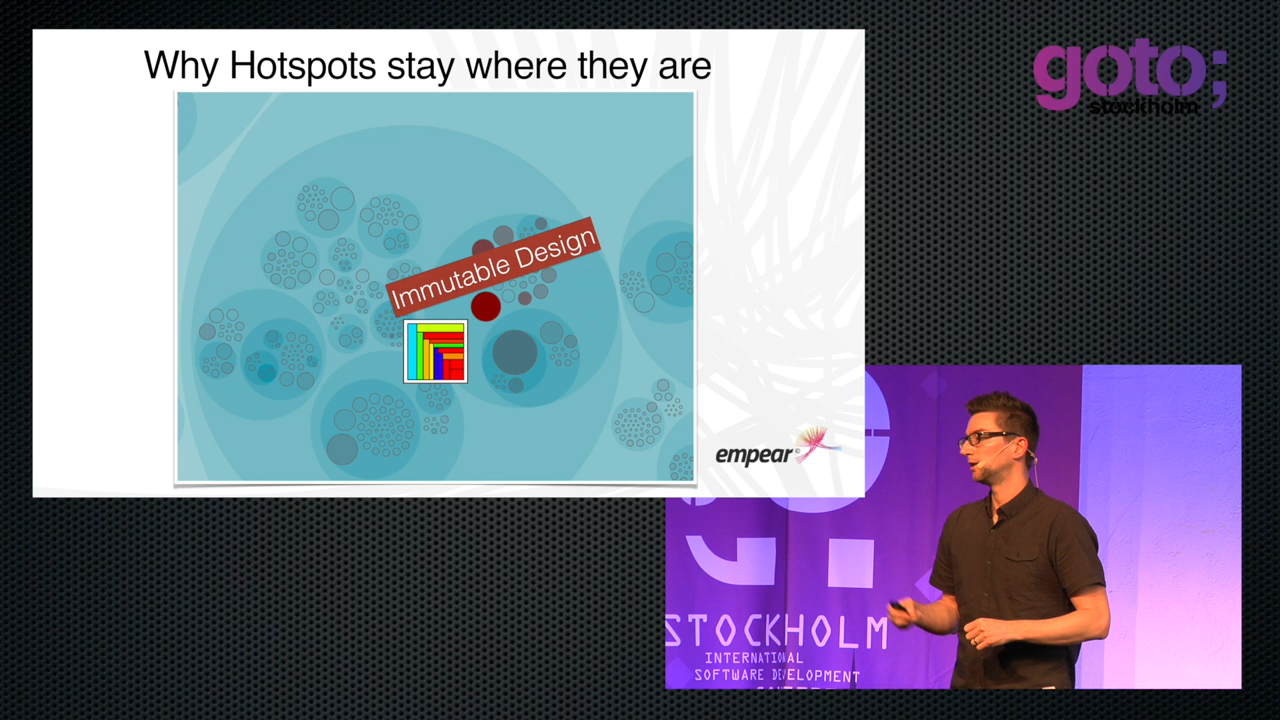 Why Hotspots stay where they are
Immutable Design
empear
goto;
stockholm
STOCKHOLM
INTERNATIONAL
SOFTWARE DEVELOPMENT